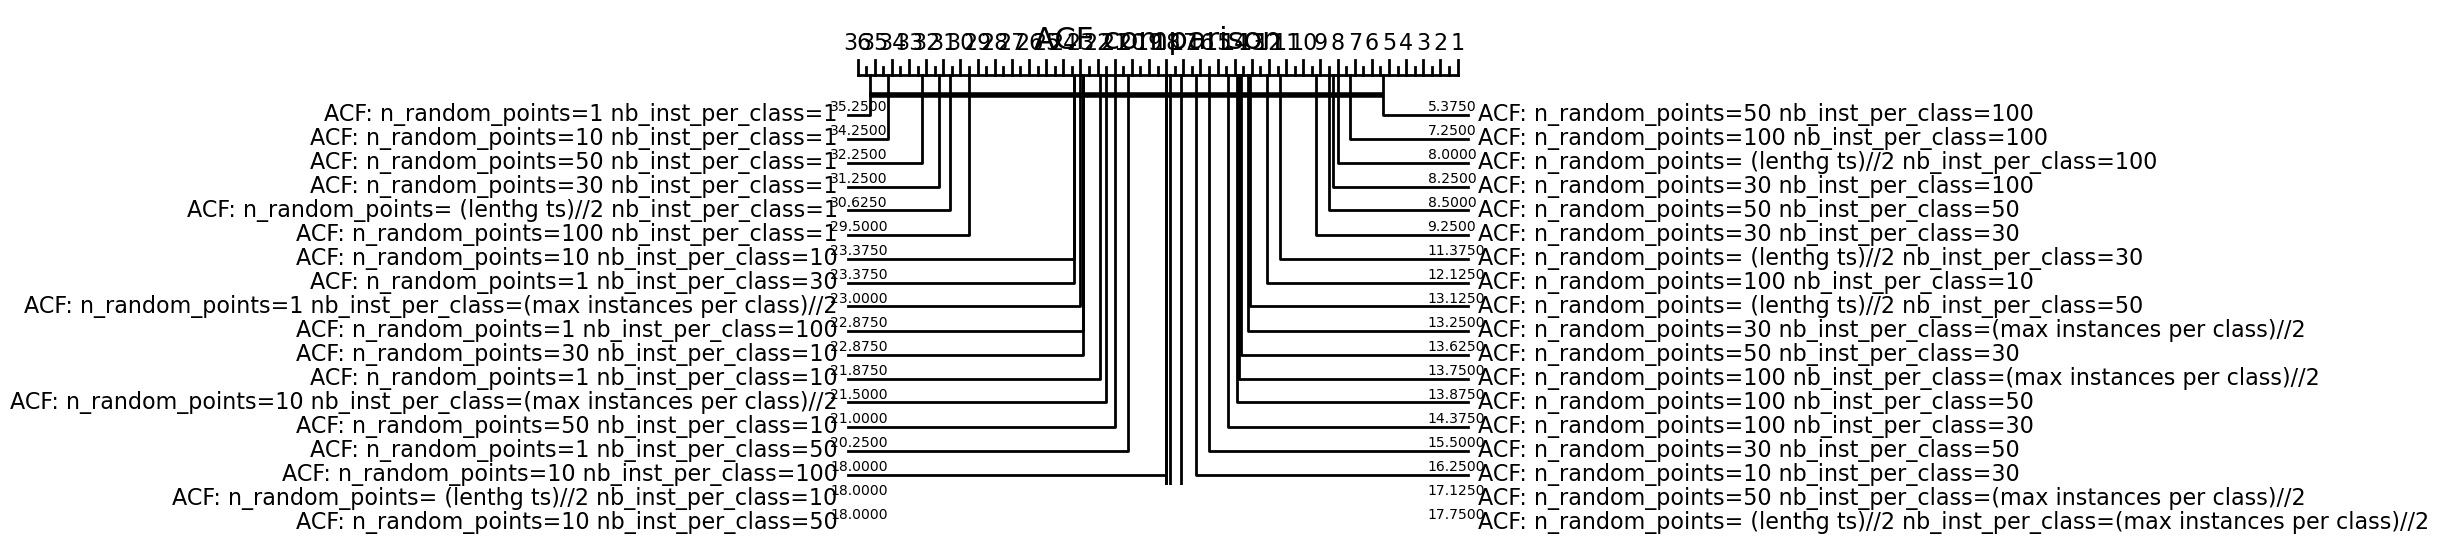 ACF comparison
36 35 34 33 32 31 30 29 28 27 26 25 24 23 22 21 20 19 18 17 16 15 14 13 12 11 10 9 8 7 6 5 4 3 2 1
35.2500 5.3750
ACF: n_random_points=1 nb_inst_per_class=1 ACF: n_random_points=50 nb_inst_per_class=100
34.2500 7.2500
ACF: n_random_points=10 nb_inst_per_class=1 ACF: n_random_points=100 nb_inst_per_class=100
32.2500 8.0000
ACF: n_random_points=50 nb_inst_per_class=1 ACF: n_random_points= (lenthg ts)//2 nb_inst_per_class=100
31.2500 8.2500
ACF: n_random_points=30 nb_inst_per_class=1 ACF: n_random_points=30 nb_inst_per_class=100
30.6250 8.5000
ACF: n_random_points= (lenthg ts)//2 nb_inst_per_class=1 ACF: n_random_points=50 nb_inst_per_class=50
29.5000 9.2500
ACF: n_random_points=100 nb_inst_per_class=1 ACF: n_random_points=30 nb_inst_per_class=30
23.3750 11.3750
ACF: n_random_points=10 nb_inst_per_class=10 ACF: n_random_points= (lenthg ts)//2 nb_inst_per_class=30
23.3750 12.1250
ACF: n_random_points=1 nb_inst_per_class=30 ACF: n_random_points=100 nb_inst_per_class=10
23.0000 13.1250
ACF: n_random_points=1 nb_inst_per_class=(max instances per class)//2 ACF: n_random_points= (lenthg ts)//2 nb_inst_per_class=50
22.8750 13.2500
ACF: n_random_points=1 nb_inst_per_class=100 ACF: n_random_points=30 nb_inst_per_class=(max instances per class)//2
22.8750 13.6250
ACF: n_random_points=30 nb_inst_per_class=10 ACF: n_random_points=50 nb_inst_per_class=30
21.8750 13.7500
ACF: n_random_points=1 nb_inst_per_class=10 ACF: n_random_points=100 nb_inst_per_class=(max instances per class)//2
21.5000 13.8750
ACF: n_random_points=10 nb_inst_per_class=(max instances per class)//2 ACF: n_random_points=100 nb_inst_per_class=50
21.0000 14.3750
ACF: n_random_points=50 nb_inst_per_class=10 ACF: n_random_points=100 nb_inst_per_class=30
20.2500 15.5000
ACF: n_random_points=1 nb_inst_per_class=50 ACF: n_random_points=30 nb_inst_per_class=50
18.0000 16.2500
ACF: n_random_points=10 nb_inst_per_class=100 ACF: n_random_points=10 nb_inst_per_class=30
18.0000 17.1250
ACF: n_random_points= (lenthg ts)//2 nb_inst_per_class=10 ACF: n_random_points=50 nb_inst_per_class=(max instances per class)//2
18.0000 17.7500
ACF: n_random_points=10 nb_inst_per_class=50 ACF: n_random_points= (lenthg ts)//2 nb_inst_per_class=(max instances per class)//2